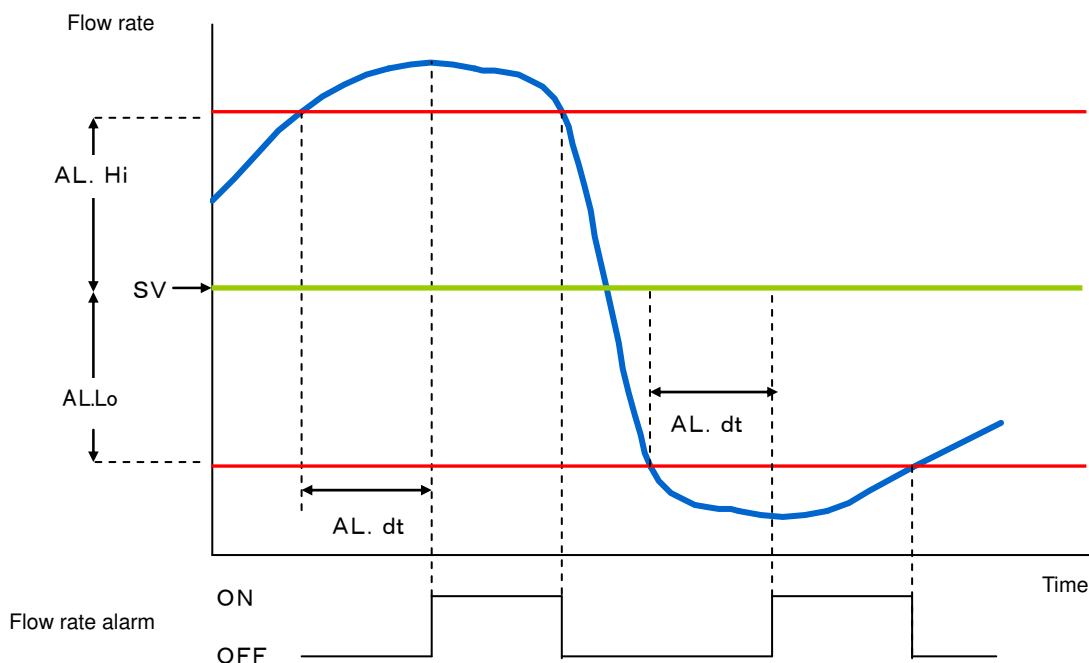 Flow rate
AL. Hi
SV
AL.Lo
AL. dt
AL. dt
Time
ON
Flow rate alarm
OFF